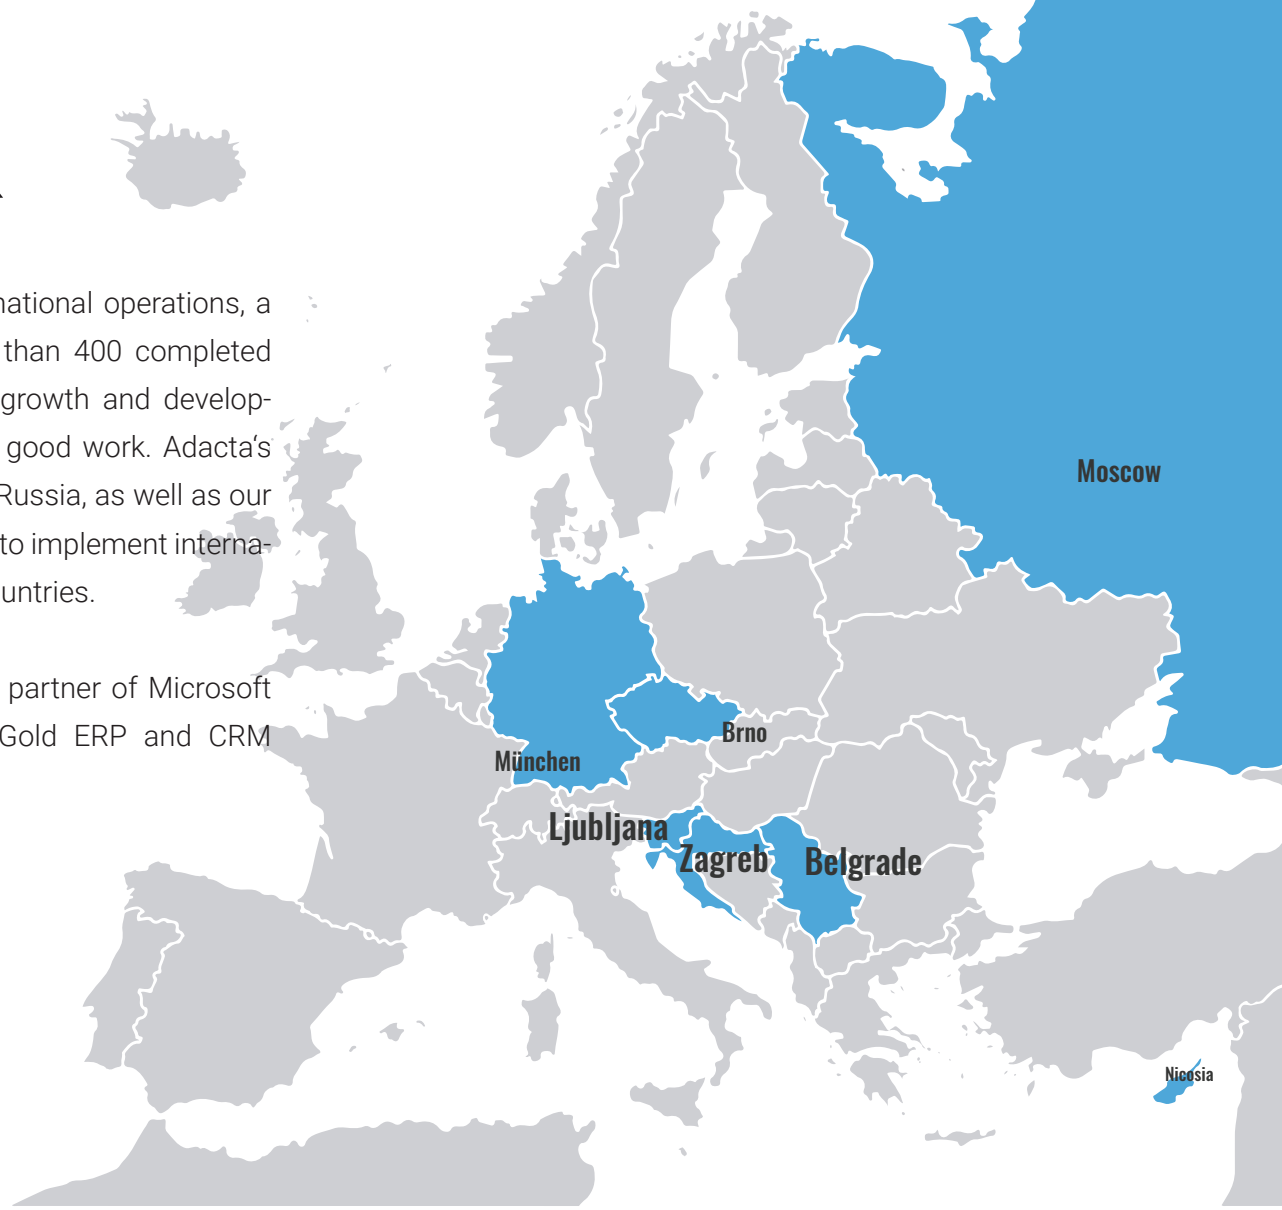 national operations, a
than 400 completed
growth and develop-
good work. Adacta‘s
Russia, as well as our
to implement interna-
untries.
partner of Microsoft
Gold ERP and CRM
Moscow
Brno
München
Ljubljana
Zagreb
Belgrade
Nicosia